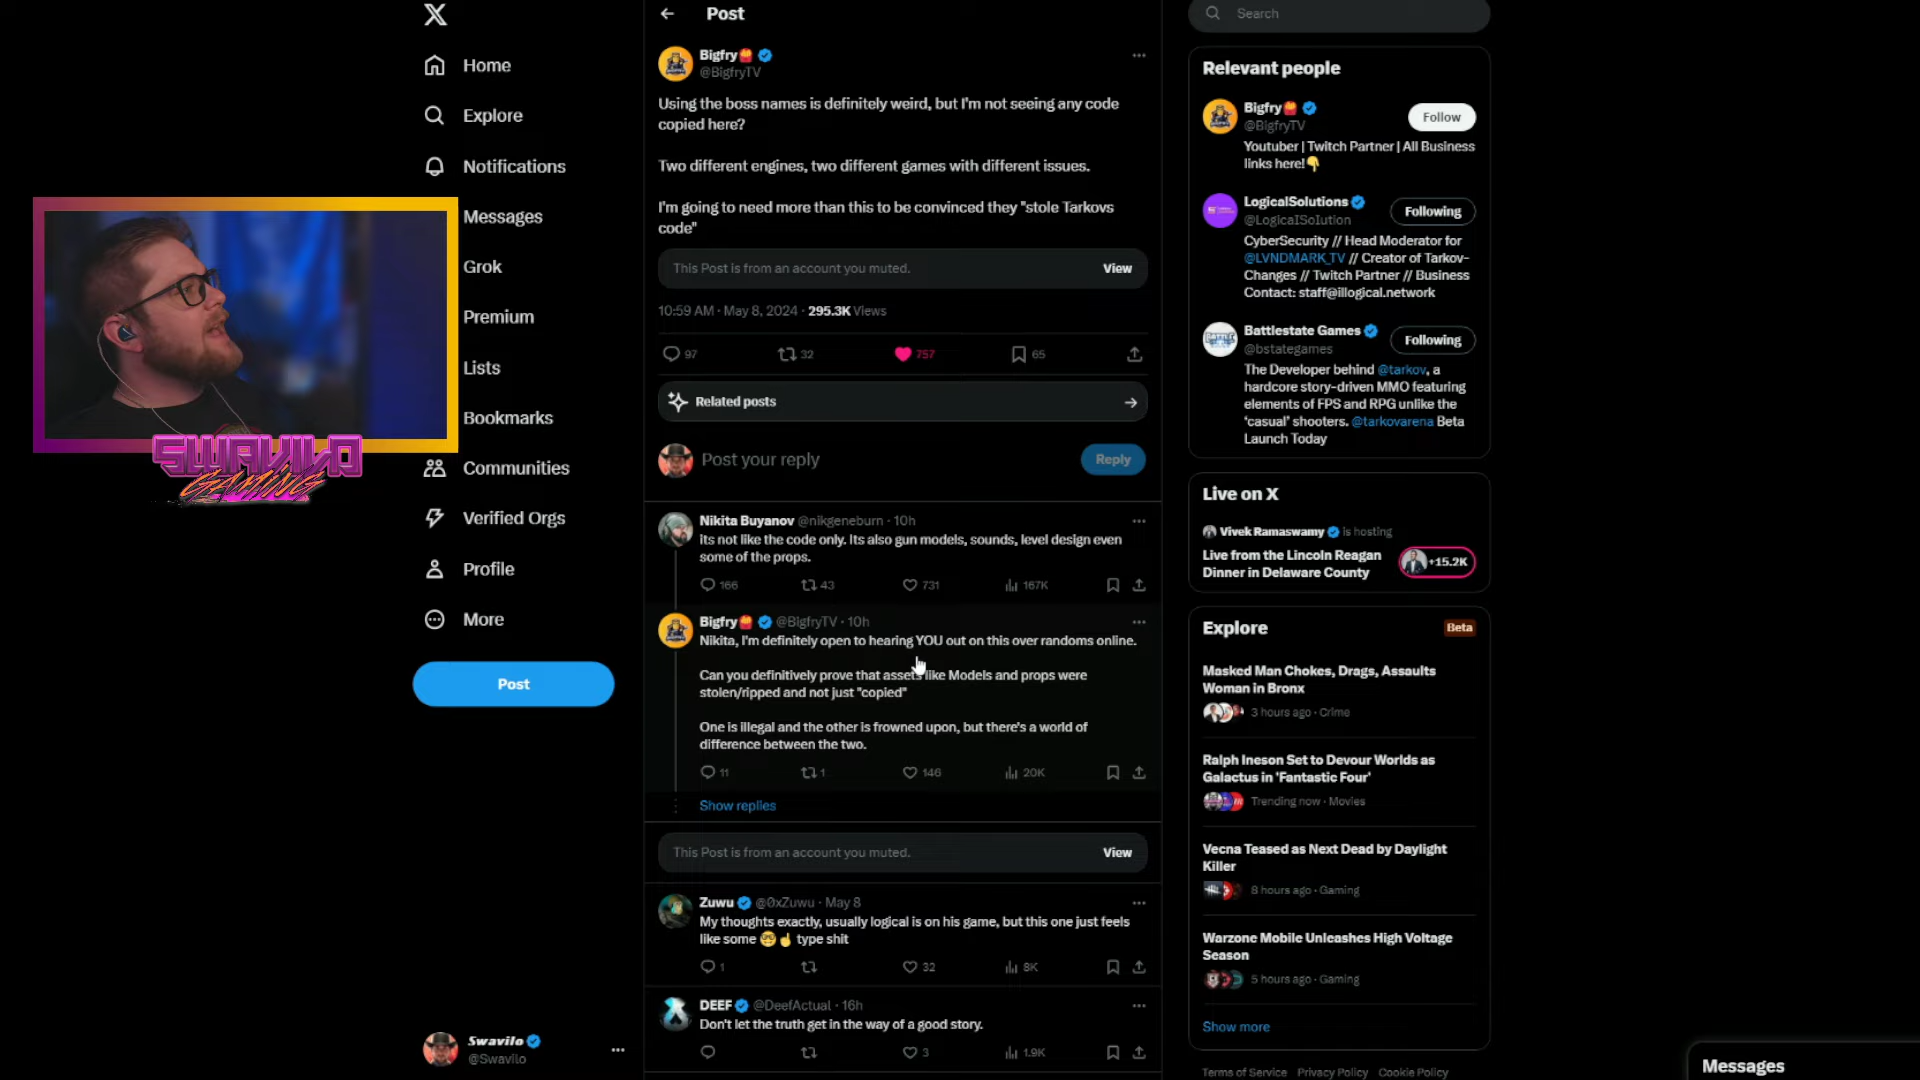 Home
Explore
Notifications
Messages
Grok
Premium
Lists
Bookmarks
Communities
Verified Orgs
Profile
More
Post
Swavilo
@Swavilo
SWAVILO
GAMING
Post
Bigfry
@BigfryTV
Using the boss names is definitely weird, but I'm not seeing any code
copied here?
Two different engines, two different games with different issues.
I'm going to need more than this to be convinced they "stole Tarkovs
code"
This Post is from an account you muted.
View
10:59 AM · May 8, 2024 · 295.3K Views
97
32
757
65
Related posts
Post your reply
Reply
Nikita Buyanov @nikgeneburn · 10h
Its not like the code only. Its also gun models, sounds, level design even
some of the props.
166
43
731
167K
Bigfry @BigfryTV · 10h
Nikita, I'm definitely open to hearing YOU out on this over randoms online.
Can you definitively prove that assets like Models and props were
stolen/ripped and not just "copied"
One is illegal and the other is frowned upon, but there's a world of
difference between the two.
11
1
146
20K
Show replies
This Post is from an account you muted.
View
Zuwu @0xZuwu · May 8
My thoughts exactly, usually logical is on his game, but this one just feels
like some 🤓☝️ type shit
1
32
8K
DEEF @DeefActual · 16h
Don't let the truth get in the way of a good story.
3
1.9K
Search
Relevant people
Bigfry
@BigfryTV
Follow
Youtuber | Twitch Partner | All Business
links here!👇
LogicalSolutions
@LogicalSolution
Following
CyberSecurity // Head Moderator for
@LVNDMARK_TV // Creator of Tarkov-
Changes // Twitch Partner // Business
Contact: staff@illogical.network
Battlestate Games
@bstategames
Following
The Developer behind @tarkov, a
hardcore story-driven MMO featuring
elements of FPS and RPG unlike the
'casual' shooters. @tarkovarena Beta
Launch Today
Live on X
Vivek Ramaswamy is hosting
Live from the Lincoln Reagan
Dinner in Delaware County
+15.2K
Explore
Beta
Masked Man Chokes, Drags, Assaults
Woman in Bronx
3 hours ago · Crime
Ralph Ineson Set to Devour Worlds as
Galactus in 'Fantastic Four'
Trending now · Movies
Vecna Teased as Next Dead by Daylight
Killer
8 hours ago · Gaming
Warzone Mobile Unleashes High Voltage
Season
5 hours ago · Gaming
Show more
Terms of Service Privacy Policy Cookie Policy
Messages